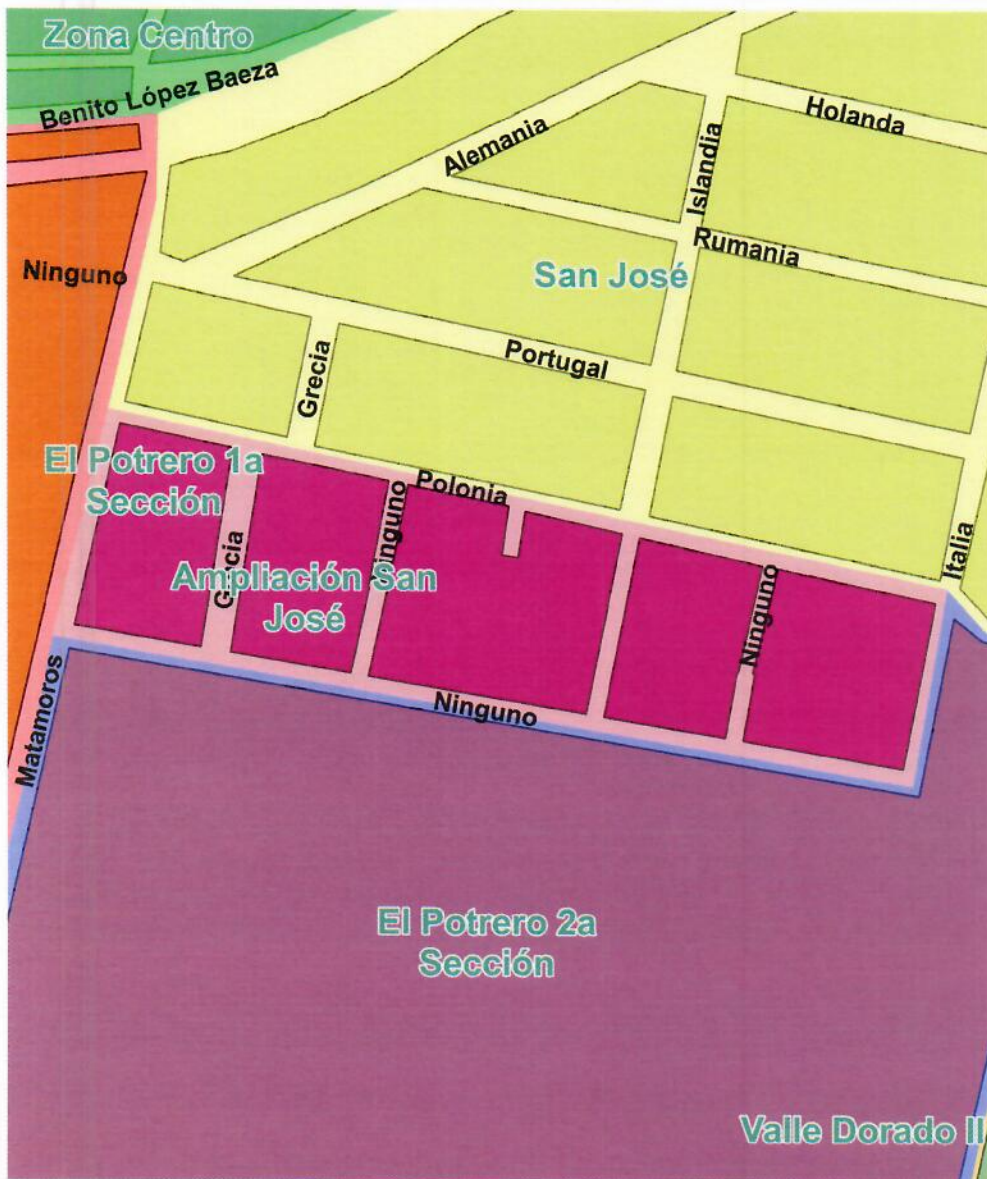 Zona Centro
Benito López Baeza
Holanda
Alemania
Islandia
Rumania
Ninguno
San José
Portugal
Grecia
El Potrero 1a
Sección
Polonia
Ninguno
Italia
Grecia
Ampliación San
José
Ninguno
Matamoros
Ninguno
El Potrero 2a
Sección
Valle Dorado II